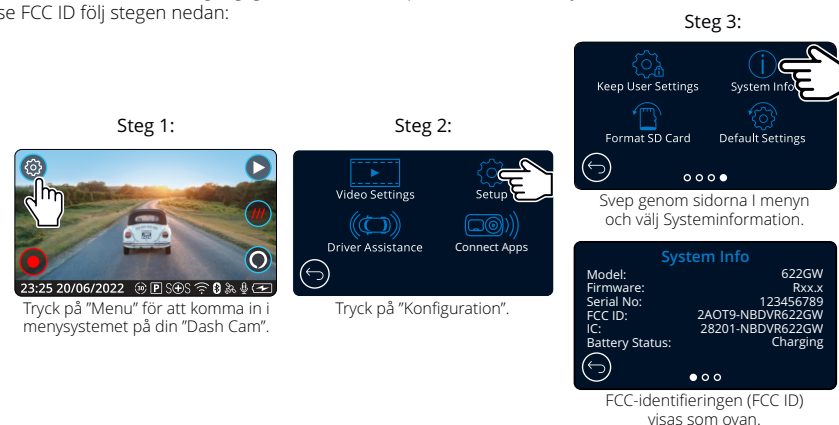 se FCC ID följ stegen nedan:
Steg 1:
23:25 20/06/2022 30 P SOS
Tryck på ”Menu” för att komma in i
menysystemet på din ”Dash Cam”.
Steg 2:
Video Settings
Setup
Driver Assistance
Connect Apps
Tryck på ”Konfiguration”.
Steg 3:
Keep User Settings
System Info
Format SD Card
Default Settings
Svep genom sidorna I menyn
och välj Systeminformation.
System Info
Model: 622GW
Firmware: Rxx.x
Serial No: 123456789
FCC ID: 2AOT9-NBDVR622GW
IC: 28201-NBDVR622GW
Battery Status: Charging
FCC-identifieringen (FCC ID)
visas som ovan.